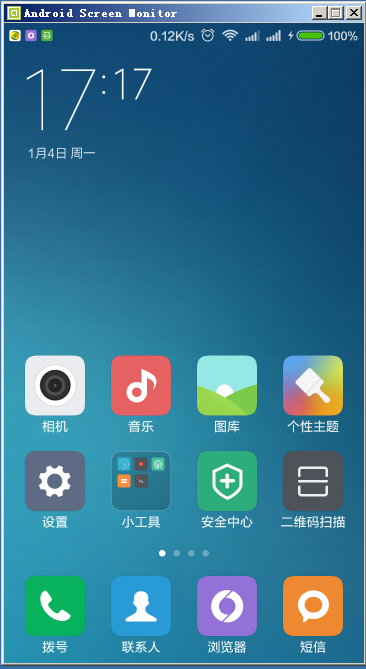 Android Screen Monitor
0.12K/s 100%
17:17
1月4日 周一
相机 音乐 图库 个性主题
设置 小工具 安全中心 二维码扫描
拨号 联系人 浏览器 短信